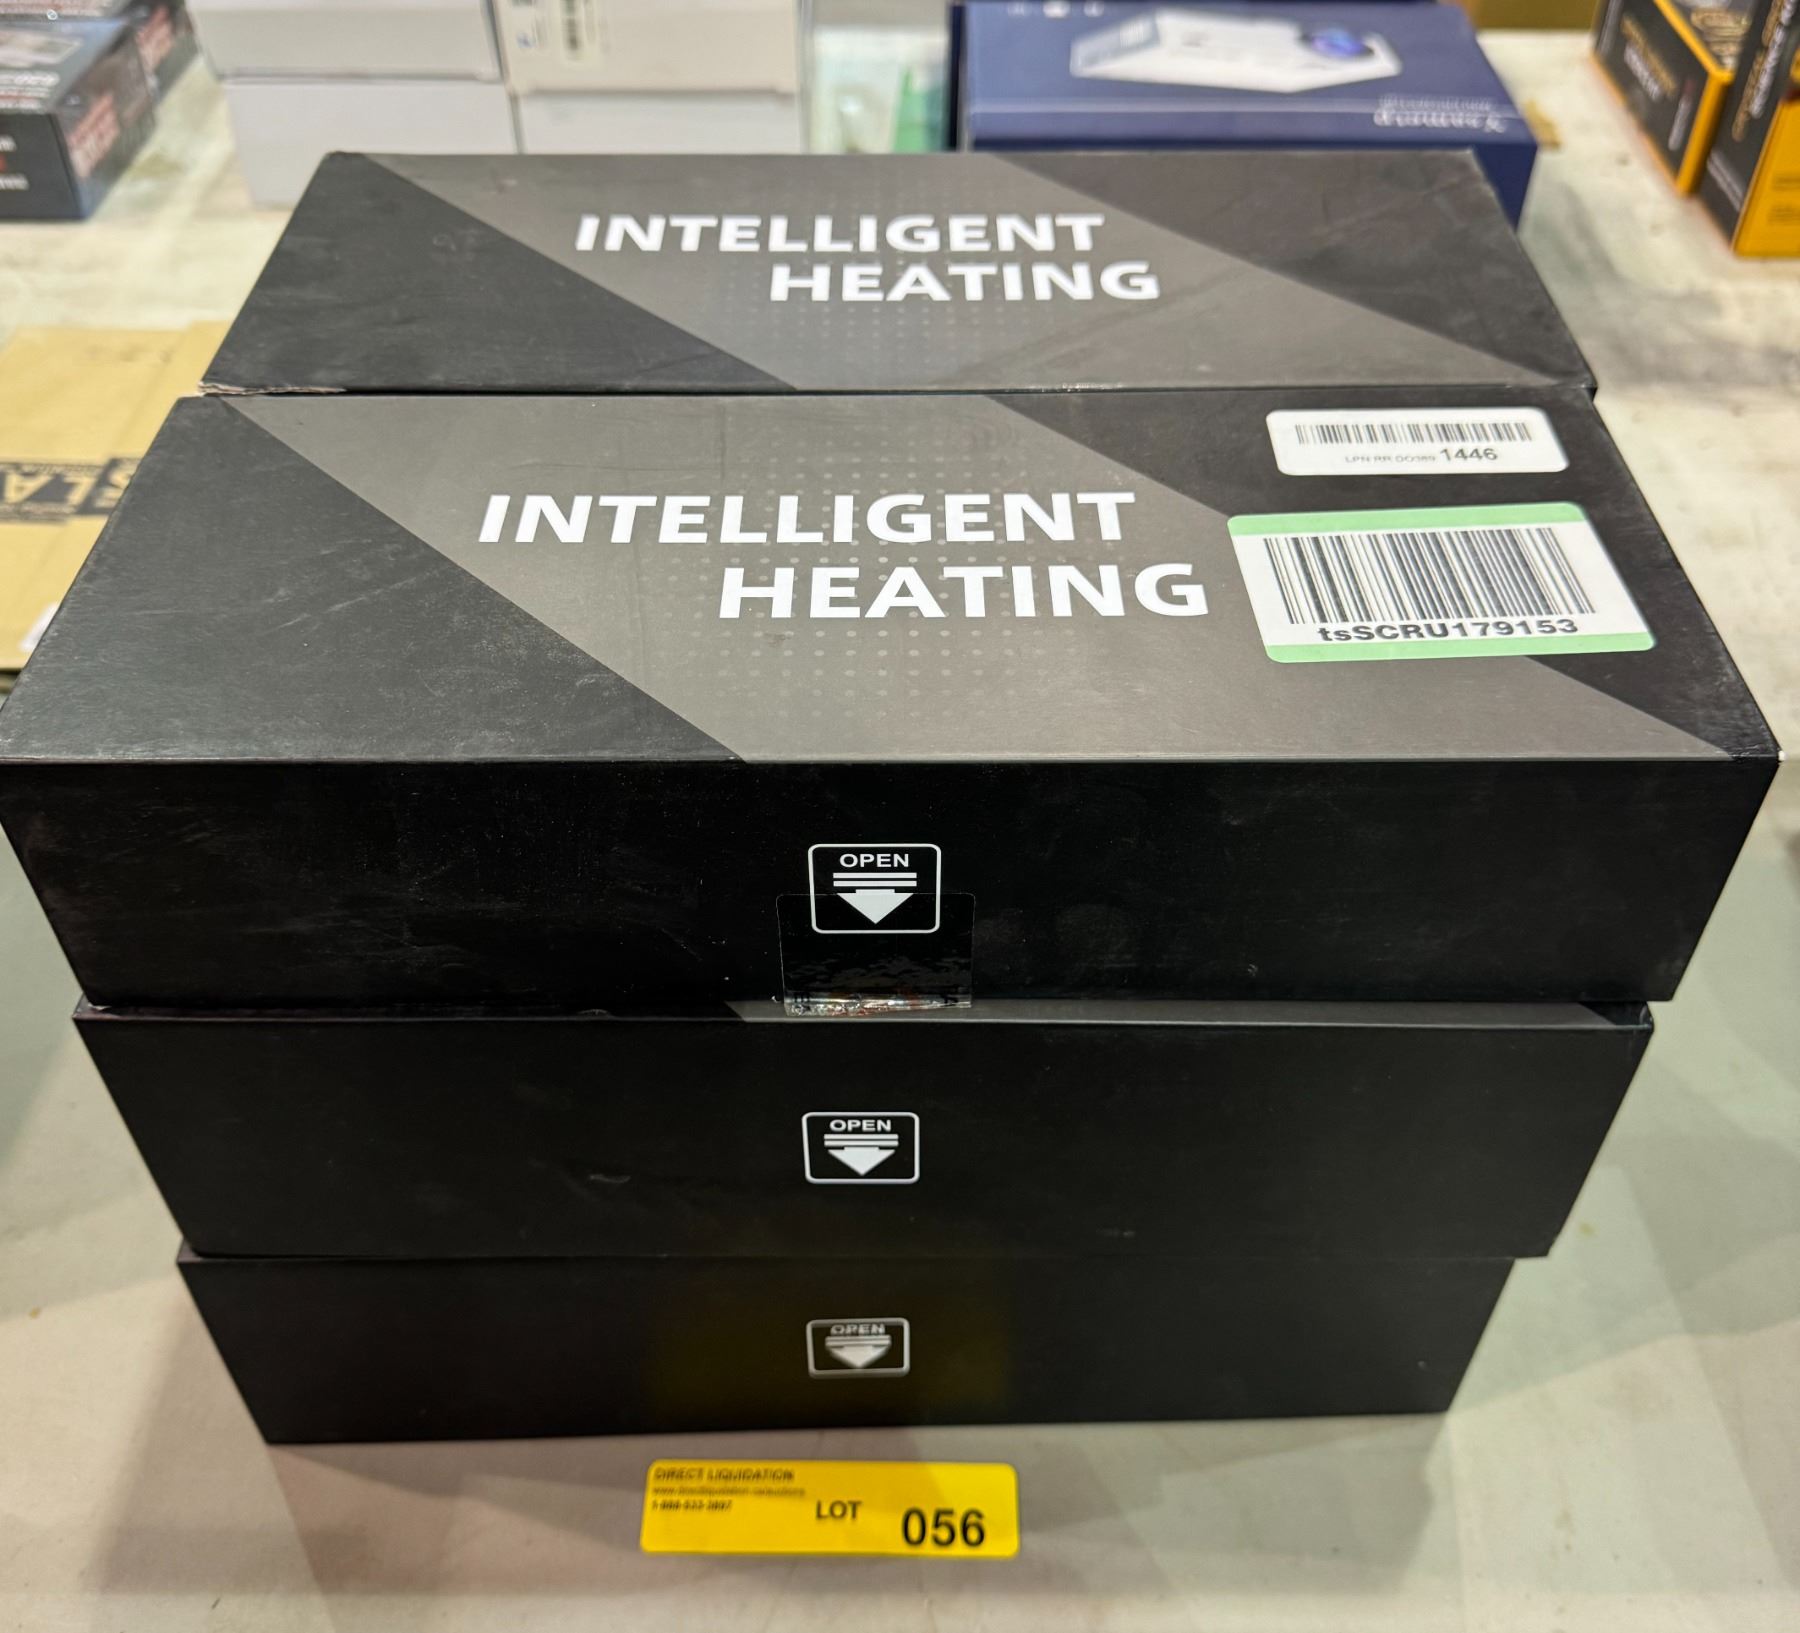 INTELLIGENT
HEATING
INTELLIGENT
HEATING
1446
tsSCRU179153
OPEN
OPEN
OPEN
DIRECT LIQUIDATION
LOT 056